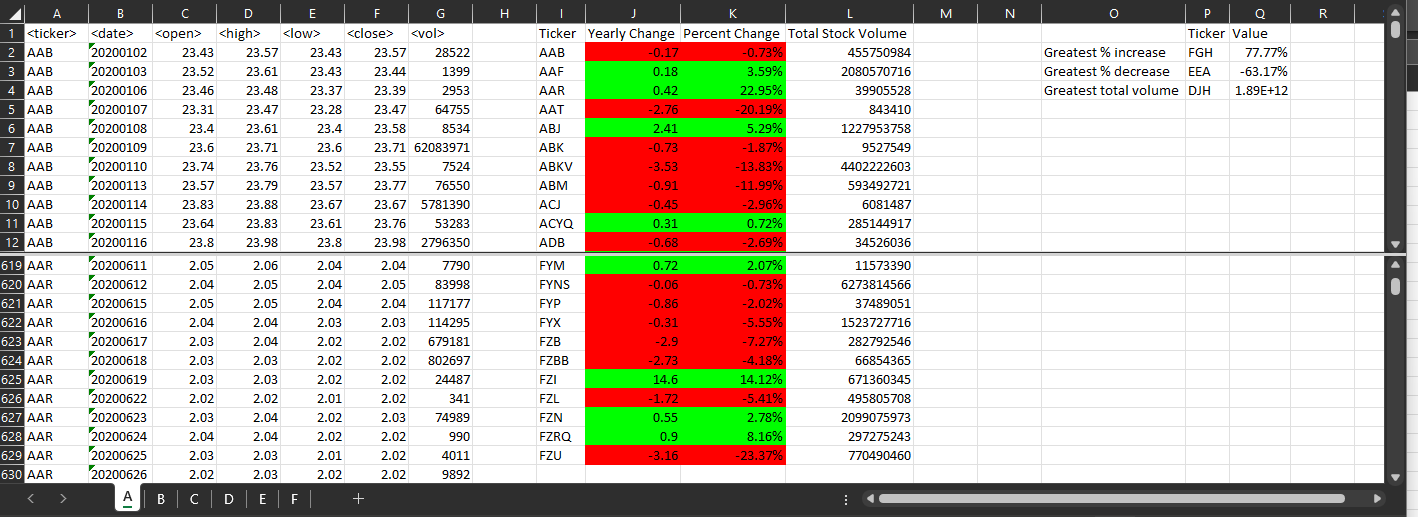 A B C D E F G H I J K L M N O P Q R
1 <ticker> <date> <open> <high> <low> <close> <vol> Ticker Yearly Change Percent Change Total Stock Volume Ticker Value
2 AAB 20200102 23.43 23.57 23.43 23.57 28522 AAB -0.17 -0.73% 455750984 Greatest % increase FGH 77.77%
3 AAB 20200103 23.52 23.61 23.43 23.44 1399 AAF 0.18 3.59% 2080570716 Greatest % decrease EEA -63.17%
4 AAB 20200106 23.46 23.48 23.37 23.39 2953 AAR 0.42 22.95% 39905528 Greatest total volume DJH 1.89E+12
5 AAB 20200107 23.31 23.47 23.28 23.47 64755 AAT -2.76 -20.19% 843410
6 AAB 20200108 23.4 23.61 23.4 23.58 8534 ABJ 2.41 5.29% 1227953758
7 AAB 20200109 23.6 23.71 23.6 23.71 62083971 ABK -0.73 -1.87% 9527549
8 AAB 20200110 23.74 23.76 23.52 23.55 7524 ABKV -3.53 -13.83% 4402222603
9 AAB 20200113 23.57 23.79 23.57 23.77 76550 ABM -0.91 -11.99% 593492721
10 AAB 20200114 23.83 23.88 23.67 23.67 5781390 ACJ -0.45 -2.96% 6081487
11 AAB 20200115 23.64 23.83 23.61 23.76 53283 ACYQ 0.31 0.72% 285144917
12 AAB 20200116 23.8 23.98 23.8 23.98 2796350 ADB -0.68 -2.69% 34526036
619 AAR 20200611 2.05 2.06 2.04 2.04 7790 FYM 0.72 2.07% 11573390
620 AAR 20200612 2.04 2.05 2.04 2.05 83998 FYNS -0.06 -0.73% 6273814566
621 AAR 20200615 2.05 2.05 2.04 2.04 117177 FYP -0.86 -2.02% 37489051
622 AAR 20200616 2.04 2.04 2.03 2.03 114295 FYX -0.31 -5.55% 1523727716
623 AAR 20200617 2.03 2.04 2.02 2.02 679181 FZB -2.9 -7.27% 282792546
624 AAR 20200618 2.03 2.03 2.02 2.02 802697 FZBB -2.73 -4.18% 66854365
625 AAR 20200619 2.03 2.03 2.02 2.02 24487 FZI 14.6 14.12% 671360345
626 AAR 20200622 2.02 2.02 2.01 2.02 341 FZL -1.72 -5.41% 495805708
627 AAR 20200623 2.03 2.04 2.02 2.03 74989 FZN 0.55 2.78% 2099075973
628 AAR 20200624 2.04 2.04 2.02 2.02 990 FZRQ 0.9 8.16% 297275243
629 AAR 20200625 2.03 2.03 2.01 2.02 4011 FZU -3.16 -23.37% 770490460
630 AAR 20200626 2.02 2.03 2.02 2.02 9892
A B C D E F